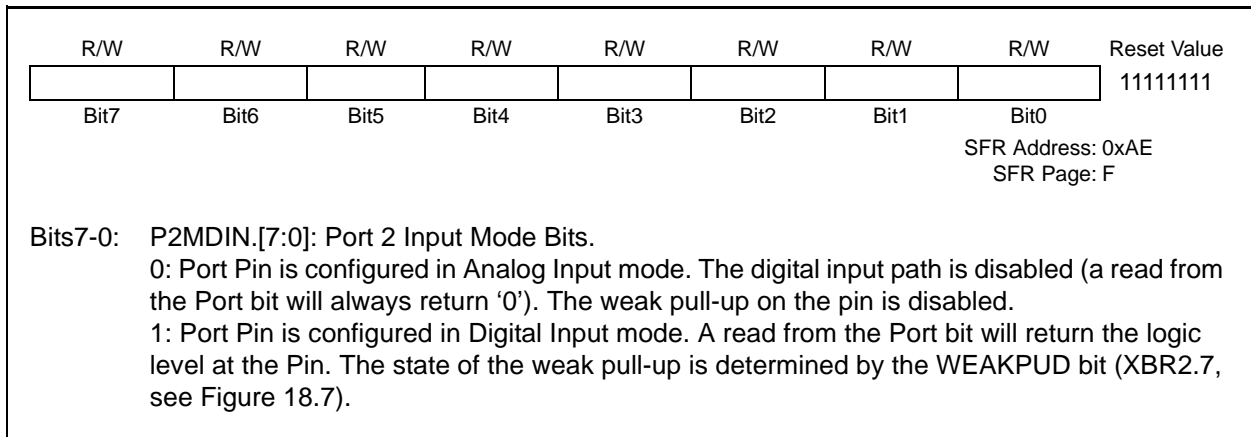 R/W R/W R/W R/W R/W R/W R/W R/W Reset Value
11111111
Bit7 Bit6 Bit5 Bit4 Bit3 Bit2 Bit1 Bit0
SFR Address: 0xAE
SFR Page: F
Bits7-0: P2MDIN.[7:0]: Port 2 Input Mode Bits.
0: Port Pin is configured in Analog Input mode. The digital input path is disabled (a read from
the Port bit will always return ‘0’). The weak pull-up on the pin is disabled.
1: Port Pin is configured in Digital Input mode. A read from the Port bit will return the logic
level at the Pin. The state of the weak pull-up is determined by the WEAKPUD bit (XBR2.7,
see Figure 18.7).